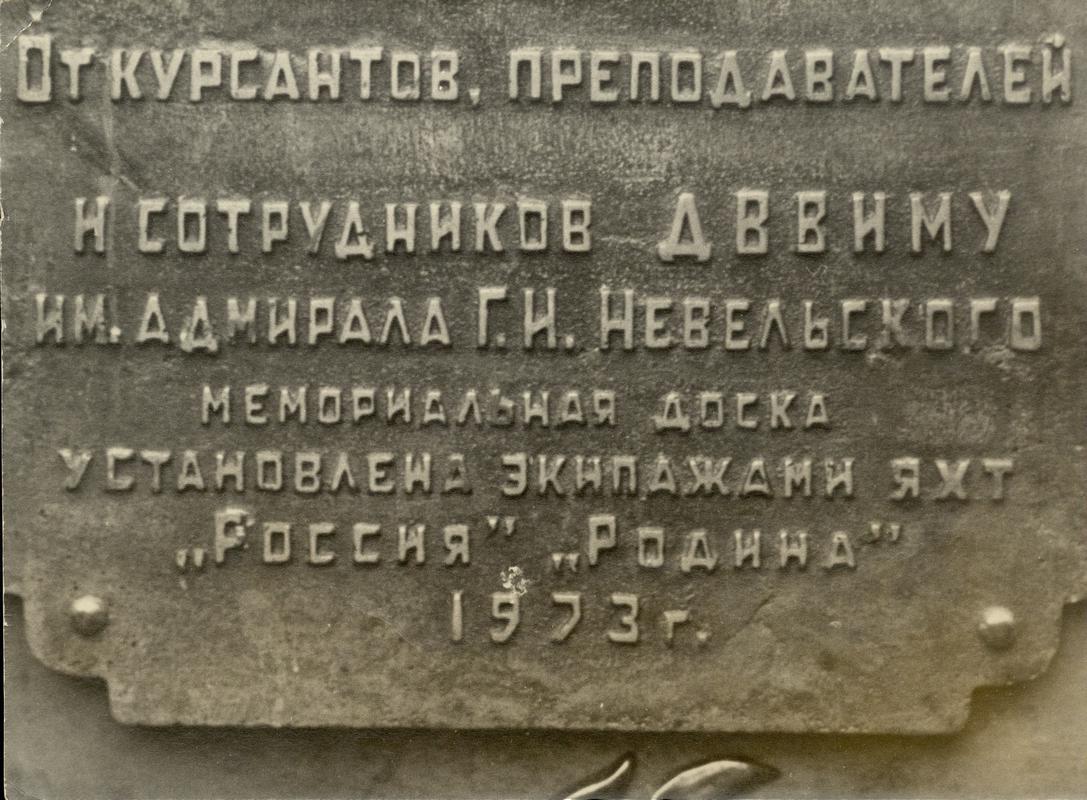 От курсантов, преподавателей
и сотрудников ДВВИМУ
им. адмирала Г.И. Невельского
мемориальная доска
установлена экипажами яхт
„Россия” „Родина”
1973 г.